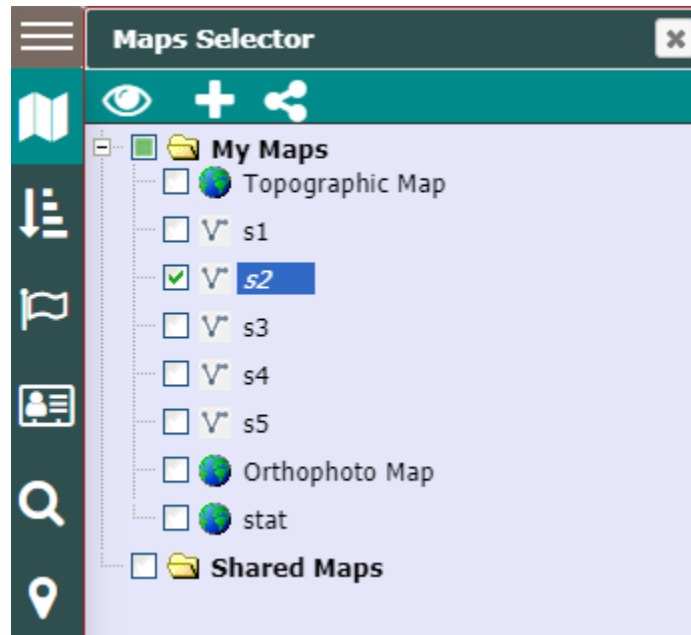 Maps Selector
My Maps
Topographic Map
s1
s2
s3
s4
s5
Orthophoto Map
stat
Shared Maps